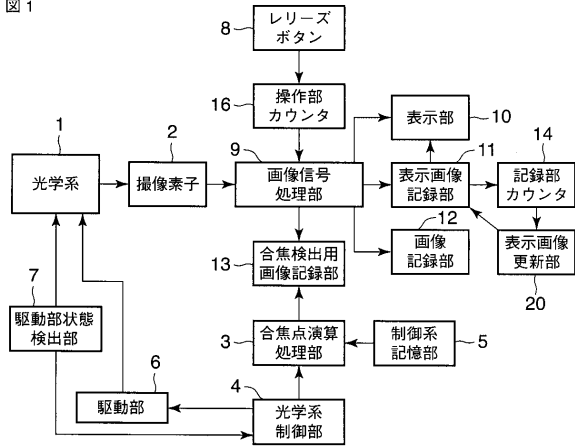 図1
8
レリーズ
ボタン
16
操作部
カウンタ
1
光学系
2
撮像素子
9
画像信号
処理部
表示部
10
11
表示画像
記録部
14
記録部
カウンタ
12
画像
記録部
表示画像
更新部
20
13
合焦検出用
画像記録部
7
駆動部状態
検出部
3
合焦点演算
処理部
制御系
記憶部
5
6
駆動部
4
光学系
制御部